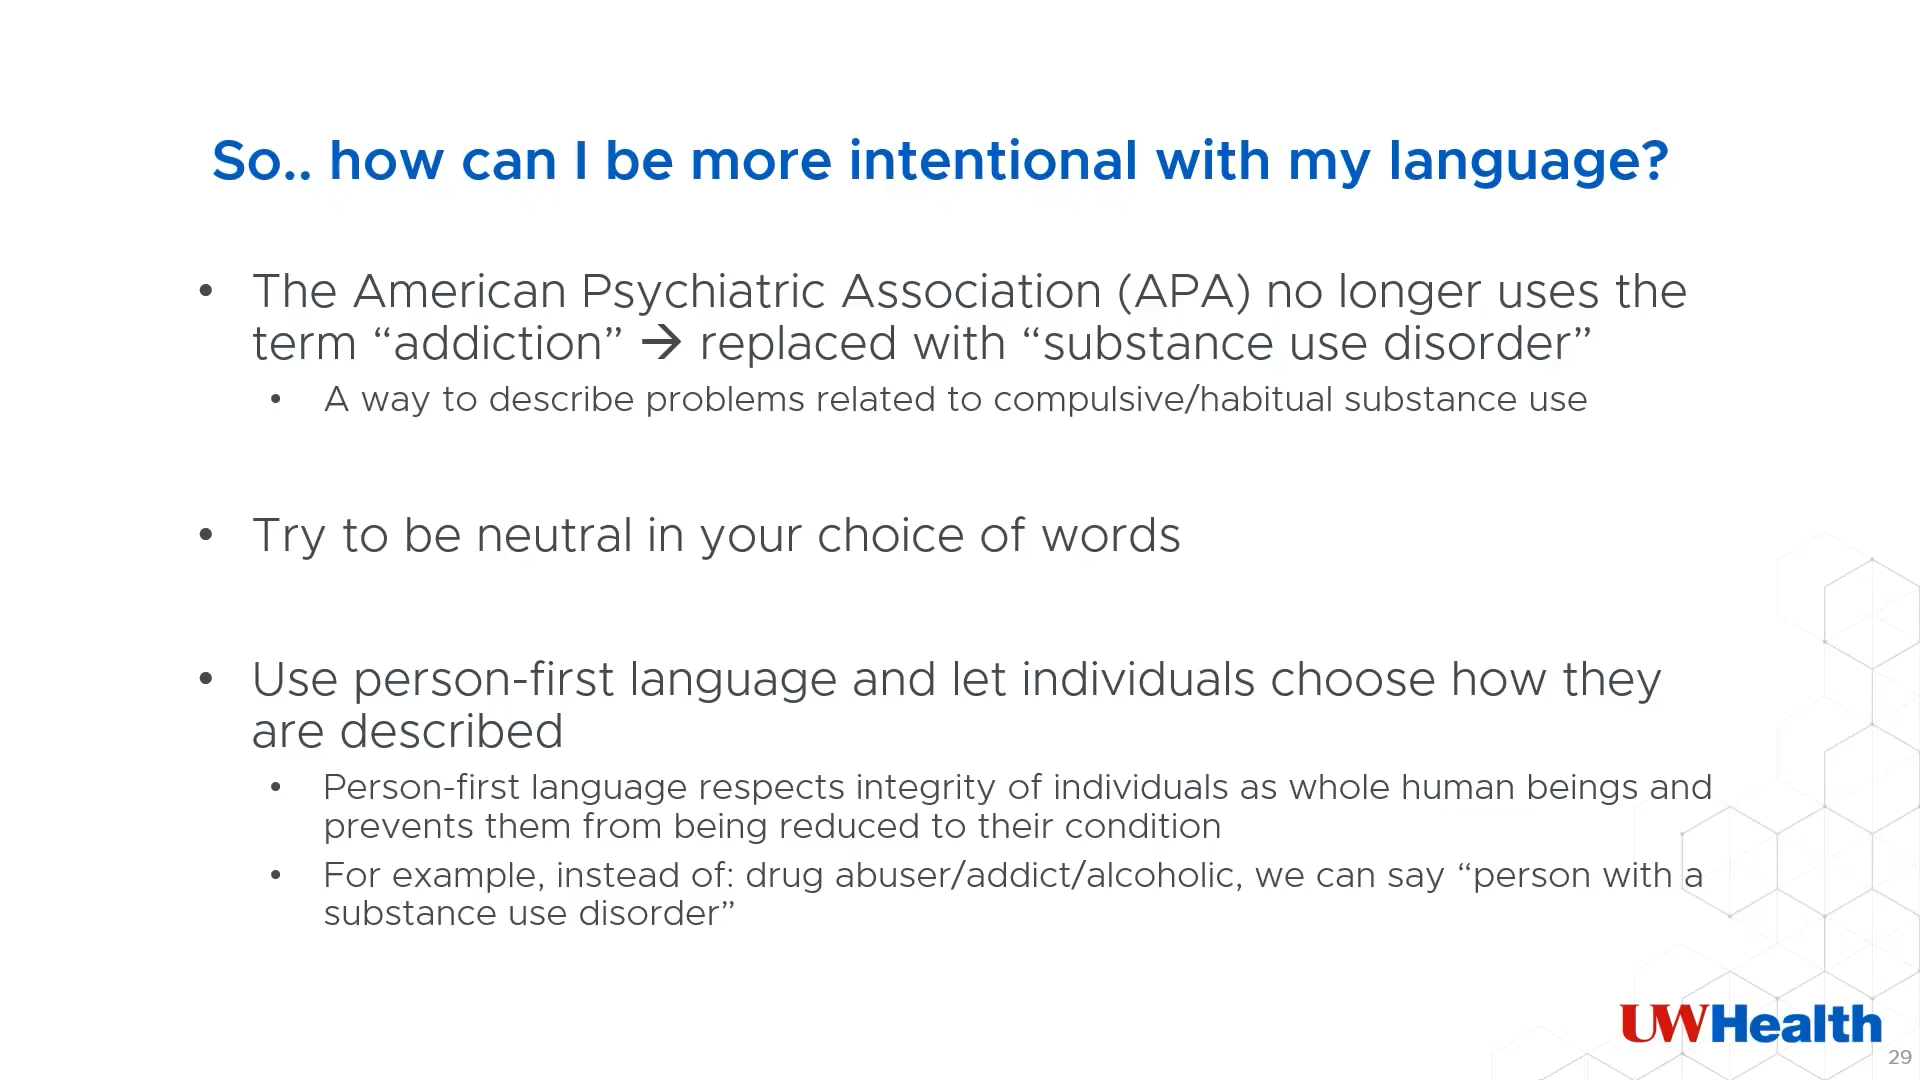 So.. how can I be more intentional with my language?
• The American Psychiatric Association (APA) no longer uses the
term “addiction” → replaced with “substance use disorder”
• A way to describe problems related to compulsive/habitual substance use
• Try to be neutral in your choice of words
• Use person-first language and let individuals choose how they
are described
• Person-first language respects integrity of individuals as whole human beings and
prevents them from being reduced to their condition
• For example, instead of: drug abuser/addict/alcoholic, we can say “person with a
substance use disorder”
UWHealth
29